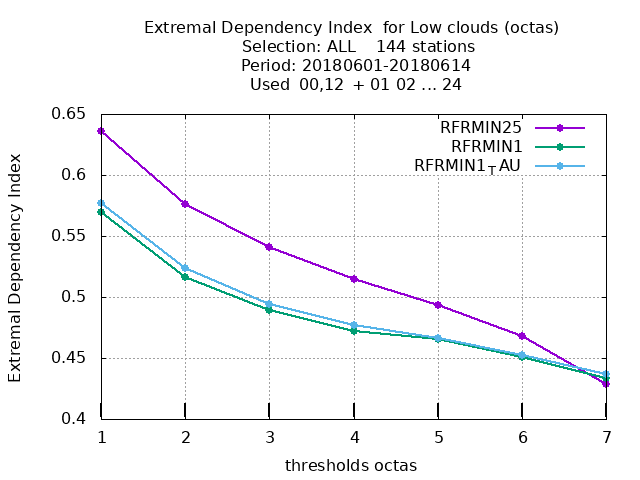 Extremal Dependency Index  for Low clouds (octas)
Selection: ALL    144 stations
Period: 20180601-20180614
Used  00,12  + 01 02 ... 24
RFRMIN25
RFRMIN1
RFRMIN1TAU
0.65
0.6
0.55
0.5
0.45
0.4
Extremal Dependency Index
1 2 3 4 5 6 7
thresholds octas